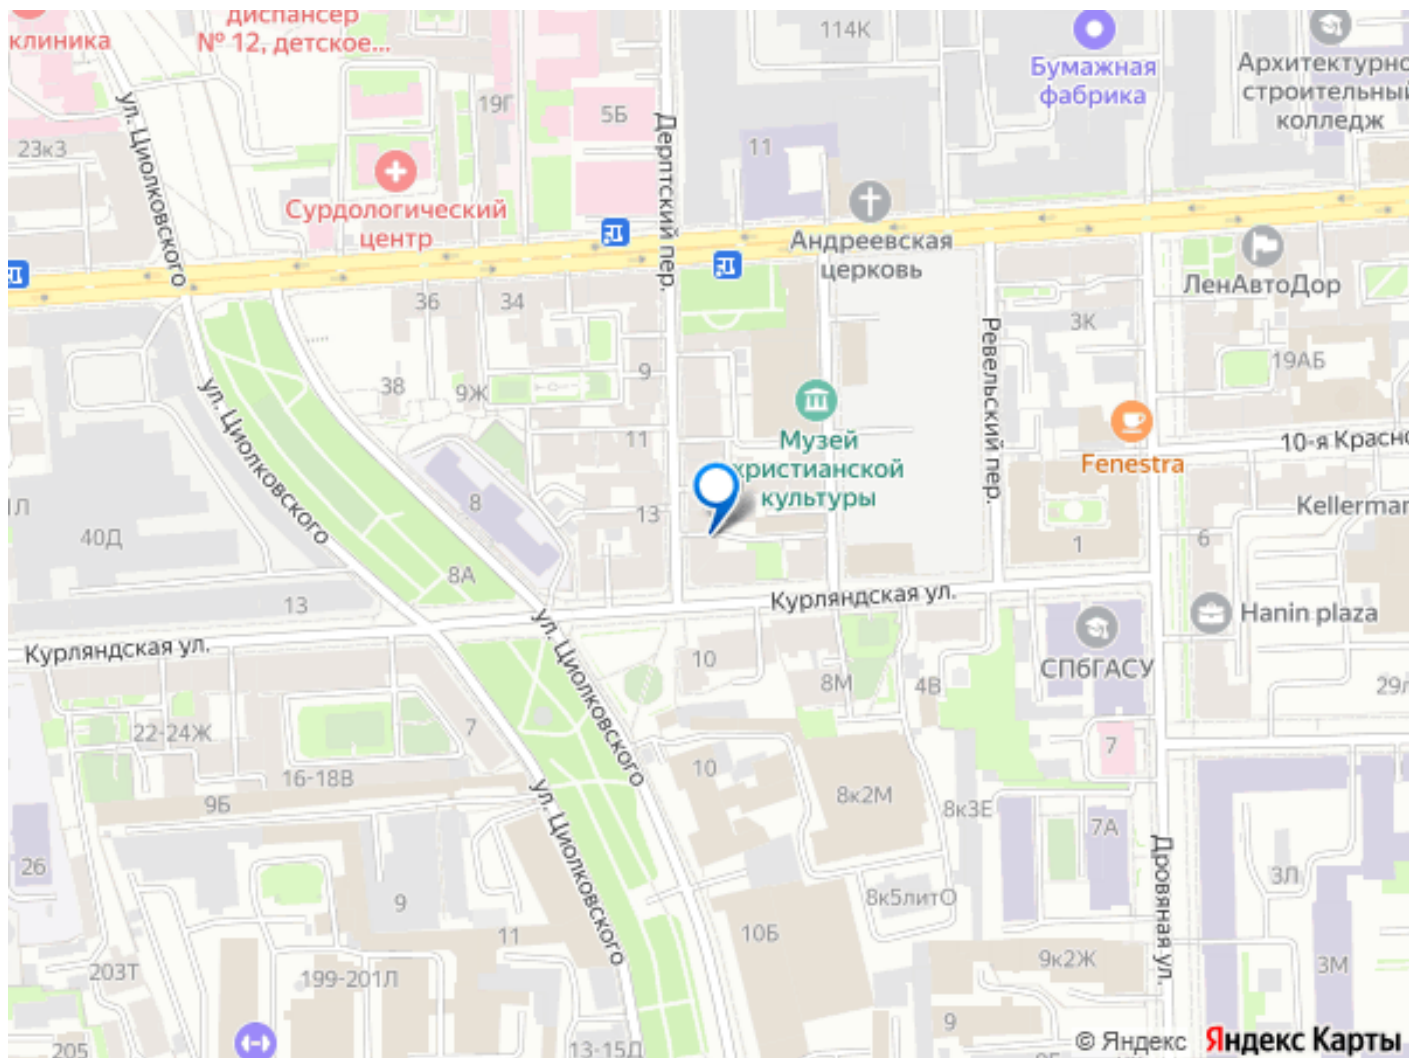 клиника
диспансер
№ 12, детское...
114К
Бумажная
фабрика
Архитектурно-
строительный
колледж
23к3
19Г
5Б
11
ул. Циолковского
Дерптский пер.
Сурдологический
центр
Андреевская
церковь
ЛенАвтоДор
36
34
3К
19АБ
Ревельский пер.
38
9Ж
9
11
Музей
христианской
культуры
Fenestra
10-я Красно
ул. Циолковского
1Л
40Д
8
13
1
6
Kellerman
8А
13
Курляндская ул.
Курляндская ул.
Hanin plaza
СПбГАСУ
ул. Циолковского
10
8М
4В
29л
22-24Ж
7
16-18В
9Б
10
8к2М
8к3Е
7
7А
ул. Циолковского
Дровяная ул.
26
9
11
8к5литО
3Л
10Б
203Т
199-201Л
9к2Ж
3М
9
205
13-15Д
© Яндекс Яндекс Карты